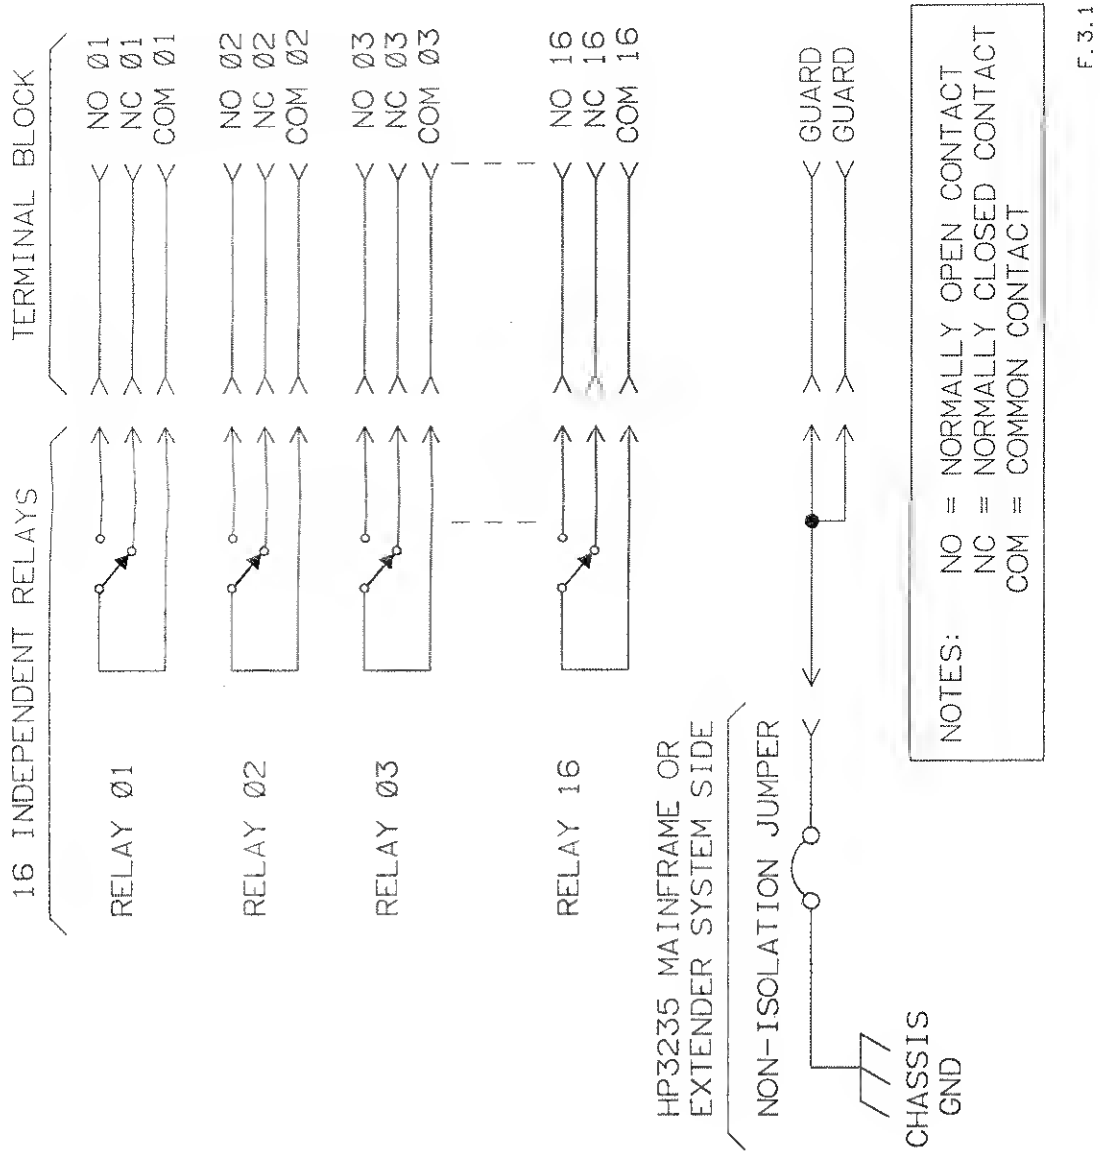 16 INDEPENDENT RELAYS
TERMINAL BLOCK
RELAY Ø1
NO Ø1
NC Ø1
COM Ø1
RELAY Ø2
NO Ø2
NC Ø2
COM Ø2
RELAY Ø3
NO Ø3
NC Ø3
COM Ø3
RELAY 16
NO 16
NC 16
COM 16
HP3235 MAINFRAME OR
EXTENDER SYSTEM SIDE
NON-ISOLATION JUMPER
GUARD
GUARD
CHASSIS
GND
NOTES: NO = NORMALLY OPEN CONTACT
NC = NORMALLY CLOSED CONTACT
COM = COMMON CONTACT
F.3.1